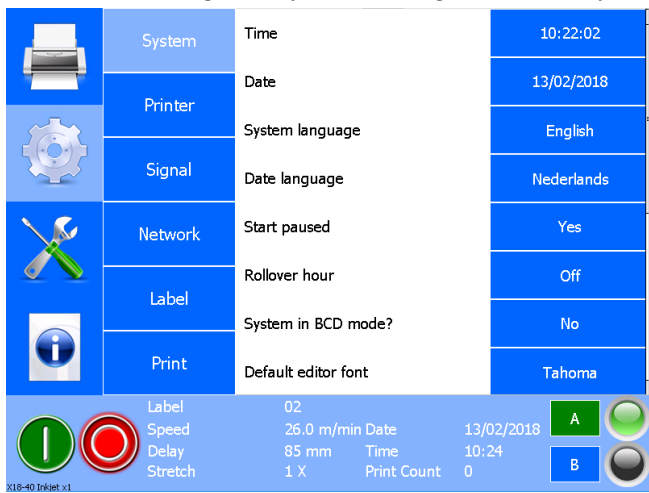 System
Printer
Signal
Network
Label
Print
Time 10:22:02
Date 13/02/2018
System language English
Date language Nederlands
Start paused Yes
Rollover hour Off
System in BCD mode? No
Default editor font Tahoma
Label 02
Speed 26.0 m/min Date 13/02/2018
Delay 85 mm Time 10:24
Stretch 1 X Print Count 0
A
B
X18-40 Inkjet x1